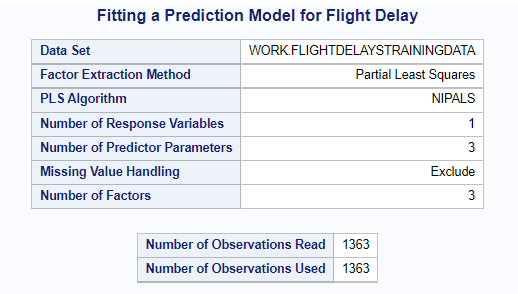 Fitting a Prediction Model for Flight Delay
Data Set WORK.FLIGHTDELAYSTRAININGDATA
Factor Extraction Method Partial Least Squares
PLS Algorithm NIPALS
Number of Response Variables 1
Number of Predictor Parameters 3
Missing Value Handling Exclude
Number of Factors 3
Number of Observations Read 1363
Number of Observations Used 1363